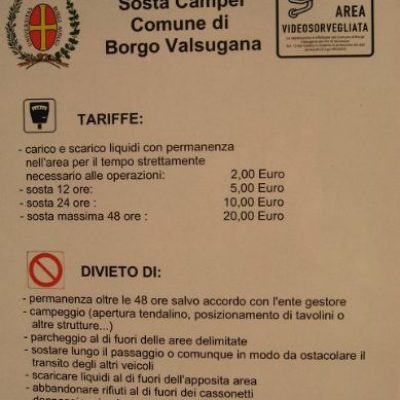 Sosta Camper
Comune di
Borgo Valsugana
AREA
VIDEOSORVEGLIATA
TARIFFE:
- carico e scarico liquidi con permanenza
nell'area per il tempo strettamente
necessario alle operazioni: 2,00 Euro
- sosta 12 ore: 5,00 Euro
- sosta 24 ore : 10,00 Euro
- sosta massima 48 ore : 20,00 Euro
DIVIETO DI:
- permanenza oltre le 48 ore salvo accordo con l'ente gestore
- campeggio (apertura tendalino, posizionamento di tavolini o
altre strutture...)
- parcheggio al di fuori delle aree delimitate
- sostare lungo il passaggio o comunque in modo da ostacolare il
transito degli altri veicoli
- scaricare liquidi al di fuori dell'apposita area
- abbandonare rifiuti al di fuori dei cassonetti